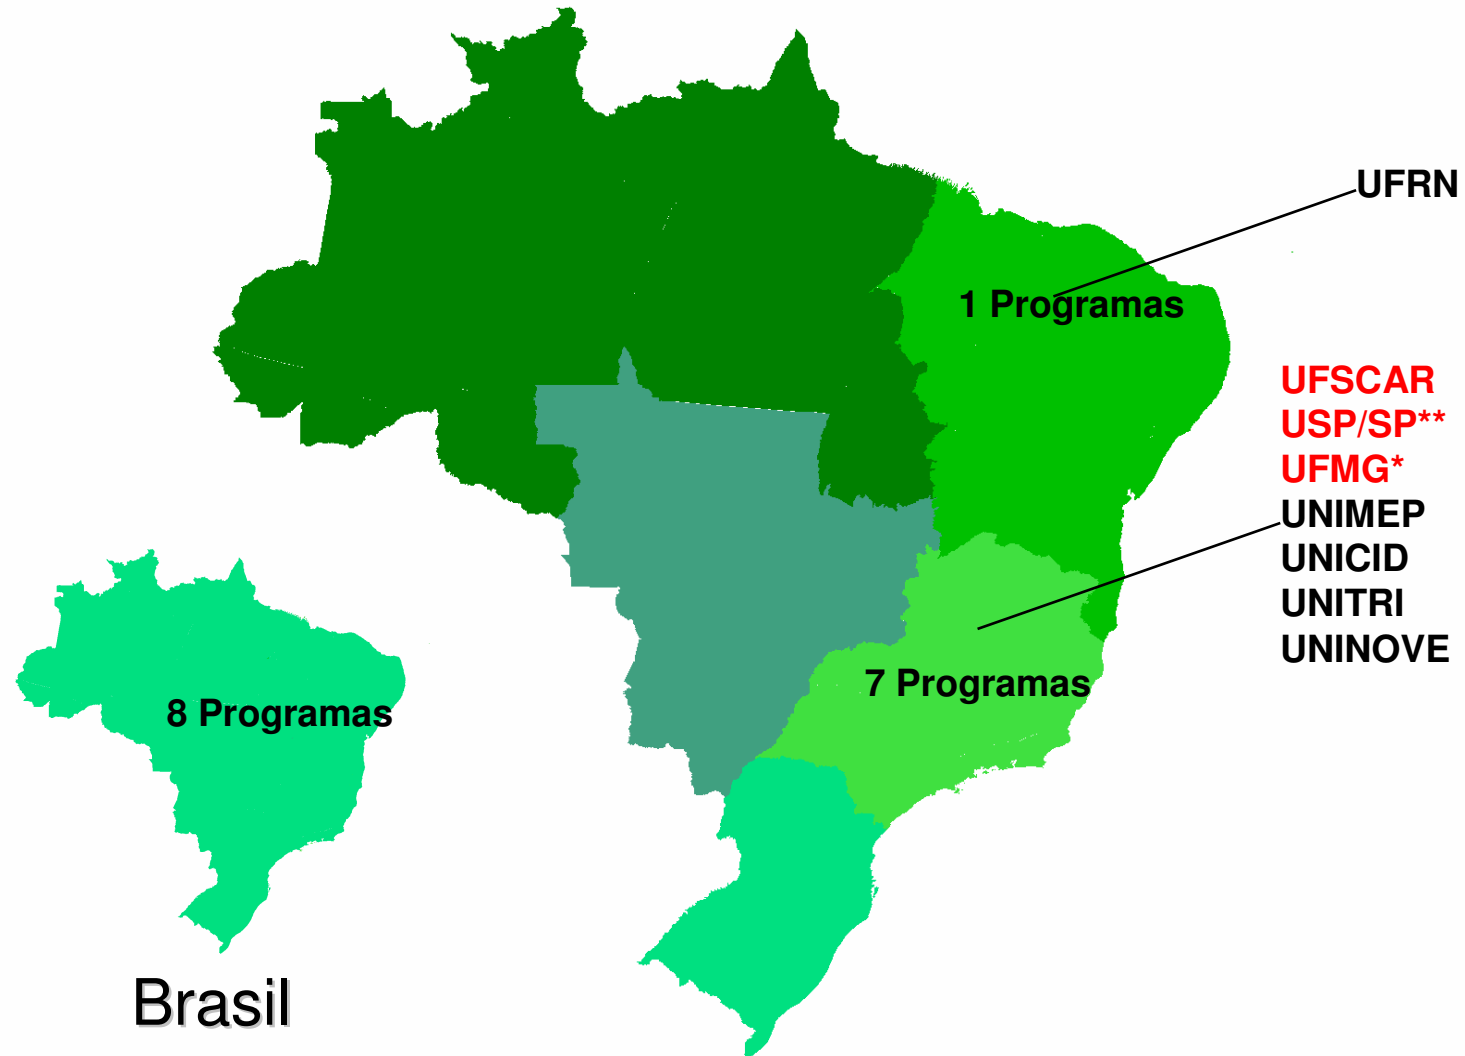 UFRN
1 Programas
UFSCAR
USP/SP**
UFMG*
UNIMEP
UNICID
UNITRI
UNINOVE
7 Programas
8 Programas
Brasil